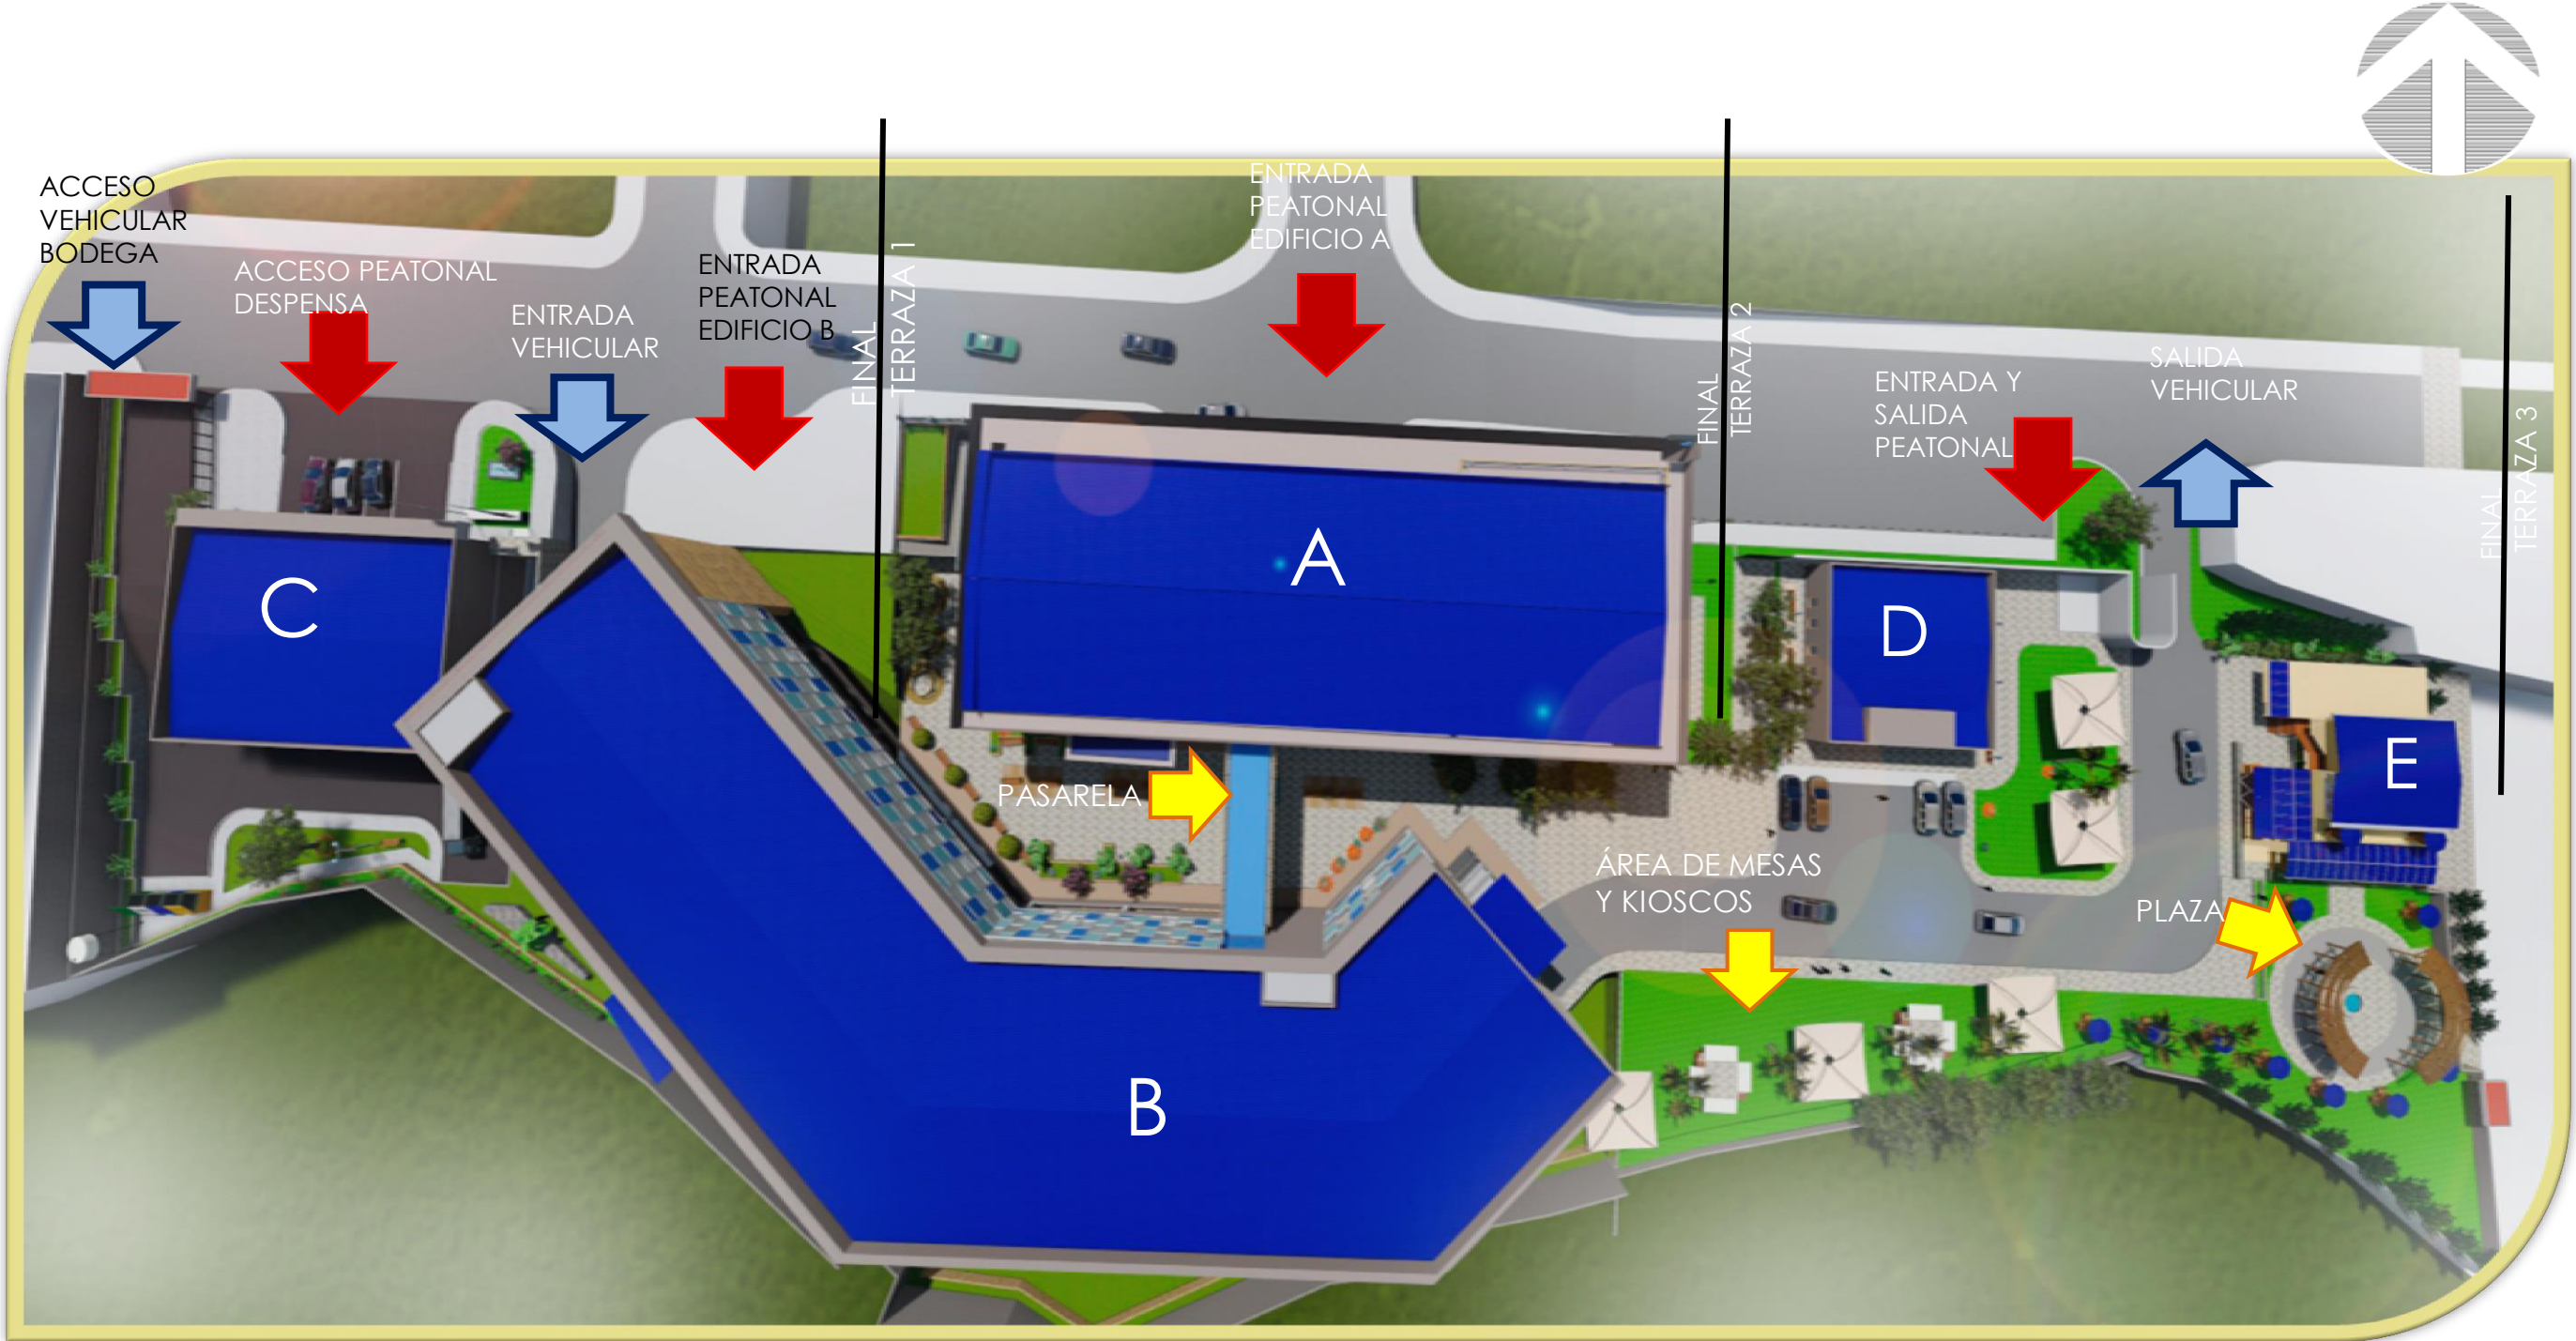 ACCESO
VEHICULAR
BODEGA
ACCESO PEATONAL
DESPENSA
ENTRADA
VEHICULAR
ENTRADA
PEATONAL
EDIFICIO B
FINAL
TERRAZA 1
ENTRADA
PEATONAL
EDIFICIO A
FINAL
TERRAZA 2
ENTRADA Y
SALIDA
PEATONAL
SALIDA
VEHICULAR
FINAL
TERRAZA 3
A
C
D
E
PASARELA
ÁREA DE MESAS
Y KIOSCOS
PLAZA
B